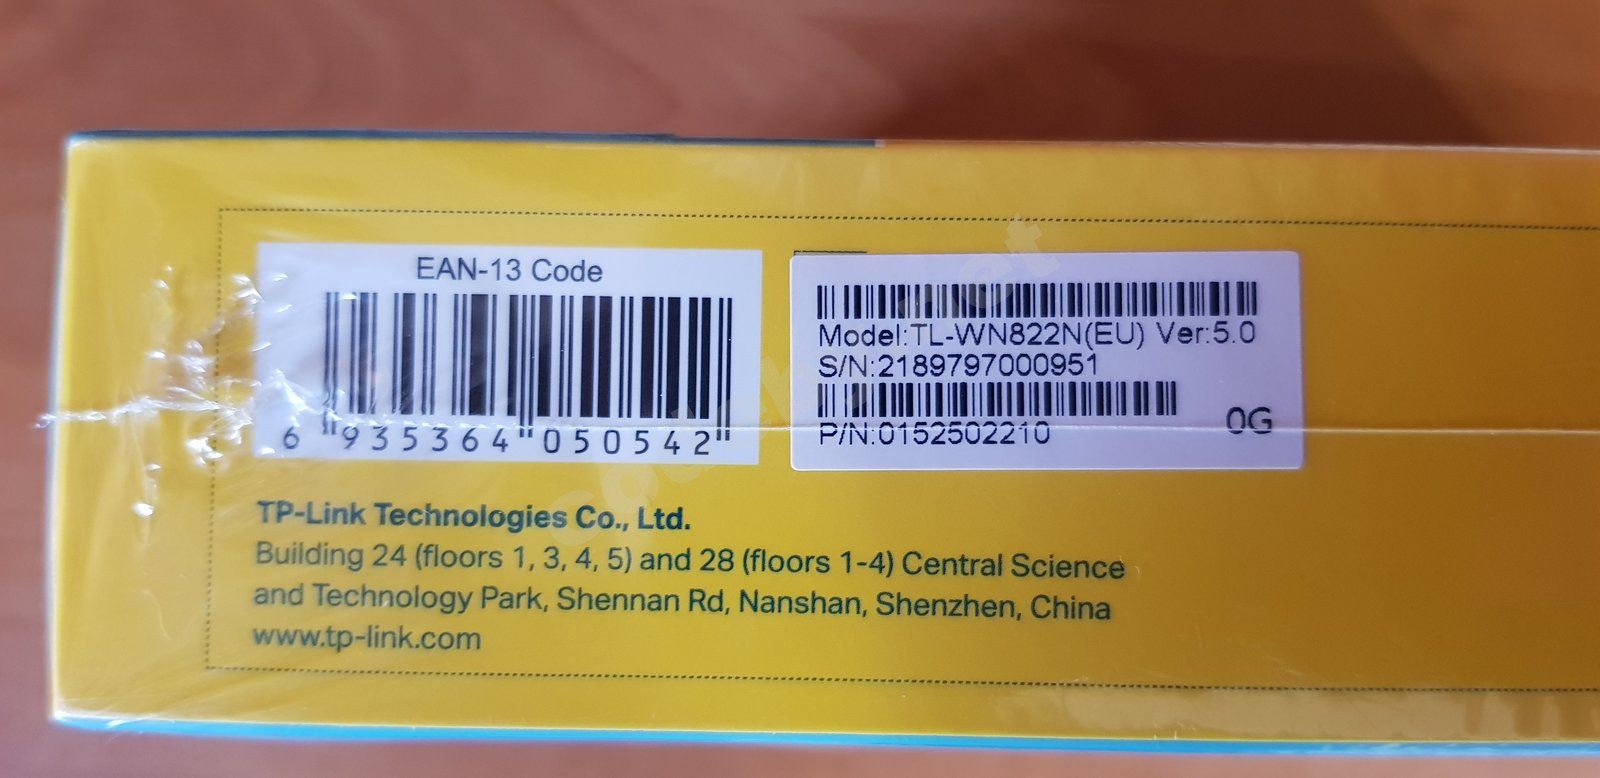 EAN-13 Code
6 935364 050542
Model:TL-WN822N(EU) Ver:5.0
S/N:2189797000951
P/N:0152502210
0G
TP-Link Technologies Co., Ltd.
Building 24 (floors 1, 3, 4, 5) and 28 (floors 1-4) Central Science
and Technology Park, Shennan Rd, Nanshan, Shenzhen, China
www.tp-link.com